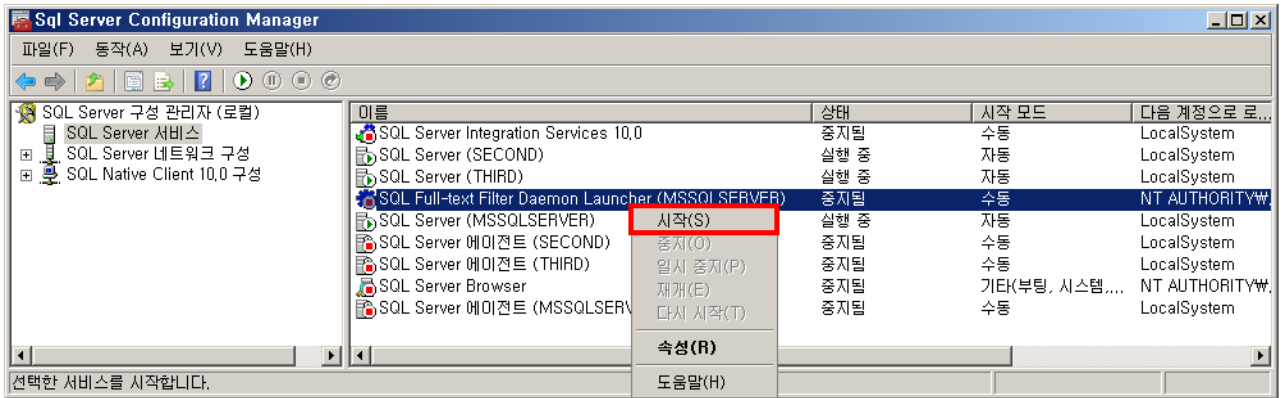 Sql Server Configuration Manager
파일(F) 동작(A) 보기(V) 도움말(H)
SQL Server 구성 관리자 (로컬)
SQL Server 서비스
SQL Server 네트워크 구성
SQL Native Client 10,0 구성
이름 상태 시작 모드 다음 계정으로 로...
SQL Server Integration Services 10,0 중지됨 수동 LocalSystem
SQL Server (SECOND) 실행 중 자동 LocalSystem
SQL Server (THIRD) 실행 중 자동 LocalSystem
SQL Full-text Filter Daemon Launcher (MSSQLSERVER) 중지됨 수동 NT AUTHORITY₩
SQL Server (MSSQLSERVER) 실행 중 자동 LocalSystem
SQL Server 에이전트 (SECOND) 중지됨 수동 LocalSystem
SQL Server 에이전트 (THIRD) 중지됨 수동 LocalSystem
SQL Server Browser 중지됨 기타(부팅, 시스템,... NT AUTHORITY₩
SQL Server 에이전트 (MSSQLSERV 중지됨 수동 LocalSystem
시작(S)
중지(O)
일시 중지(P)
재개(E)
다시 시작(T)
속성(R)
도움말(H)
선택한 서비스를 시작합니다.